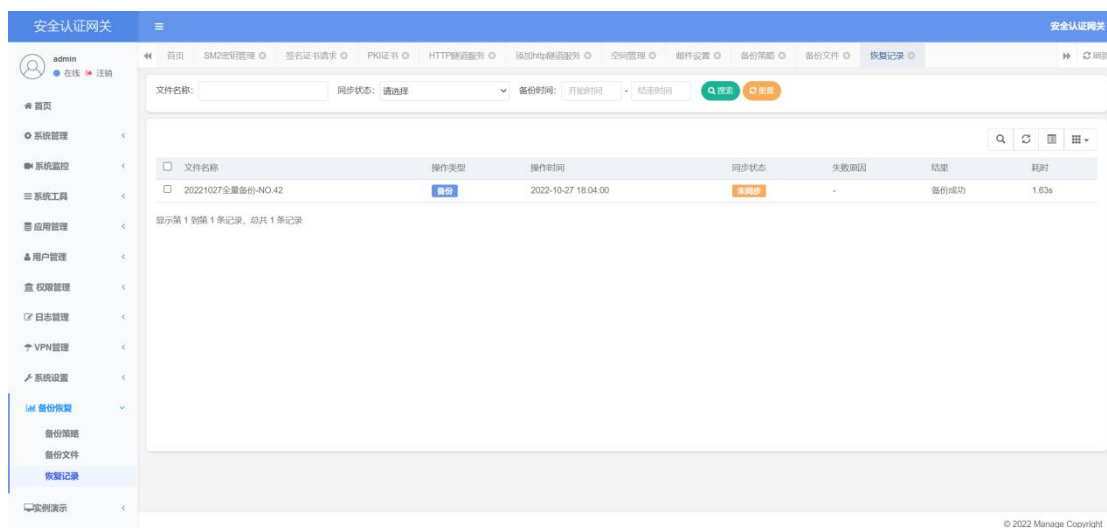 安全认证网关
安全认证网关
admin
在线 注销
首页 SM2密钥管理 签名证书请求 PKI证书 HTTP隧道服务 添加http隧道服务 空间管理 邮件设置 备份策略 备份文件 恢复记录 刷新
文件名称: 同步状态: 请选择 备份时间: 开始时间 - 结束时间 搜索 重置
首页
系统管理
系统监控
系统工具
应用管理
用户管理
权限管理
日志管理
VPN管理
系统设置
备份恢复
备份策略
备份文件
恢复记录
实例演示
文件名称 操作类型 操作时间 同步状态 失败原因 结果 耗时
20221027全量备份-NO.42 备份 2022-10-27 18:04:00 未同步 - 备份成功 1.63s
显示第 1 到第 1 条记录，总共 1 条记录
© 2022 Manage Copyright